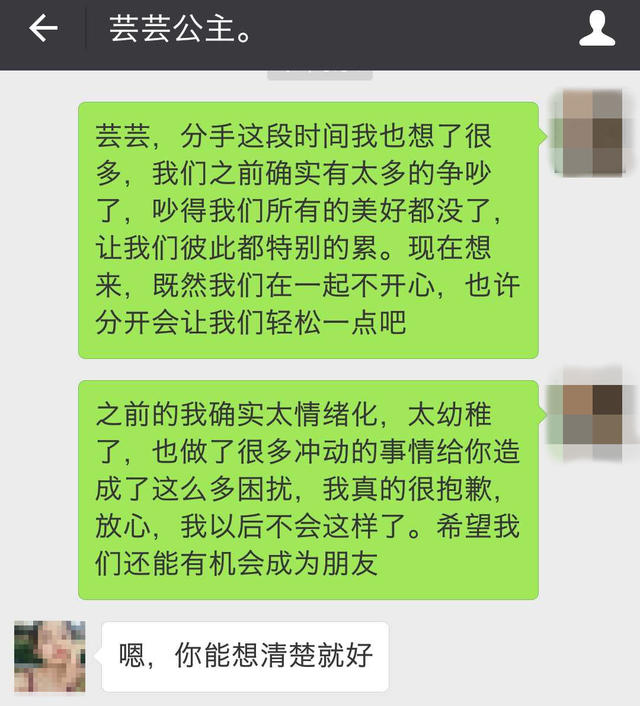 芸芸公主。
芸芸，分手这段时间我也想了很
多，我们之前确实有太多的争吵
了，吵得我们所有的美好都没了，
让我们彼此都特别的累。现在想
来，既然我们在一起不开心，也许
分开会让我们轻松一点吧
之前的我确实太情绪化，太幼稚
了，也做了很多冲动的事情给你造
成了这么多困扰，我真的很抱歉，
放心，我以后不会这样了。希望我
们还能有机会成为朋友
嗯，你能想清楚就好